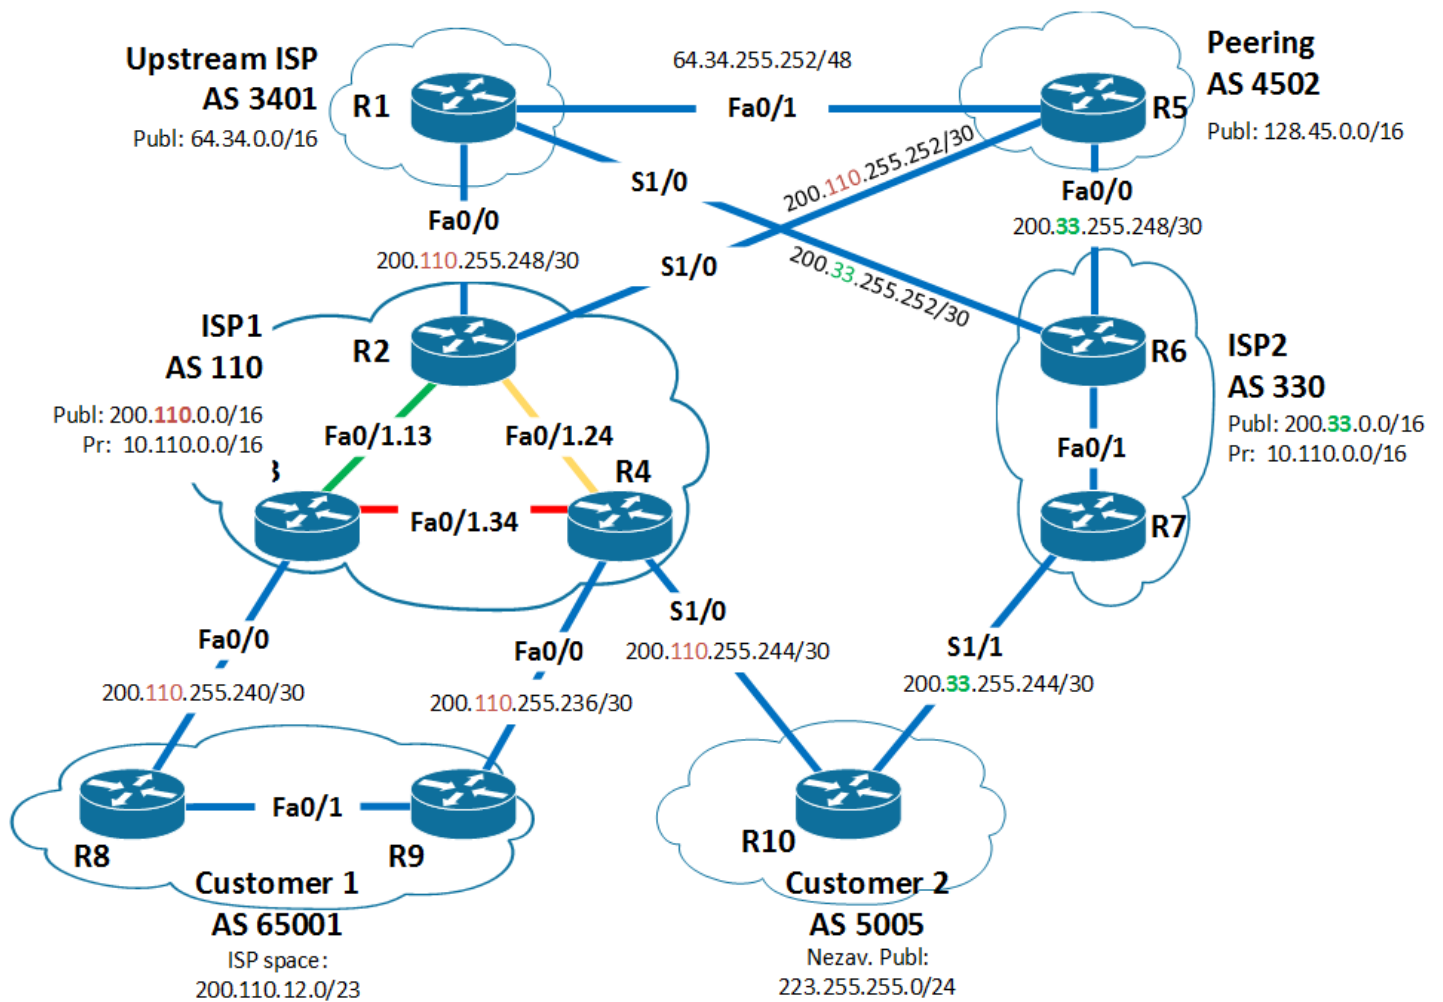 Upstream ISP
AS 3401
Publ: 64.34.0.0/16
R1
64.34.255.252/48
Fa0/1
Peering
AS 4502
R5
Publ: 128.45.0.0/16
S1/0
200.110.255.252/30
Fa0/0
200.33.255.248/30
Fa0/0
200.110.255.248/30
S1/0
200.33.255.252/30
ISP1
AS 110
Publ: 200.110.0.0/16
Pr: 10.110.0.0/16
R2
R6
ISP2
AS 330
Publ: 200.33.0.0/16
Pr: 10.110.0.0/16
Fa0/1.13
Fa0/1.24
Fa0/1
R4
Fa0/1.34
R7
Fa0/0
200.110.255.240/30
Fa0/0
200.110.255.236/30
S1/0
200.110.255.244/30
S1/1
200.33.255.244/30
Fa0/1
R8
R9
Customer 1
AS 65001
ISP space:
200.110.12.0/23
R10
Customer 2
AS 5005
Nezav. Publ:
223.255.255.0/24